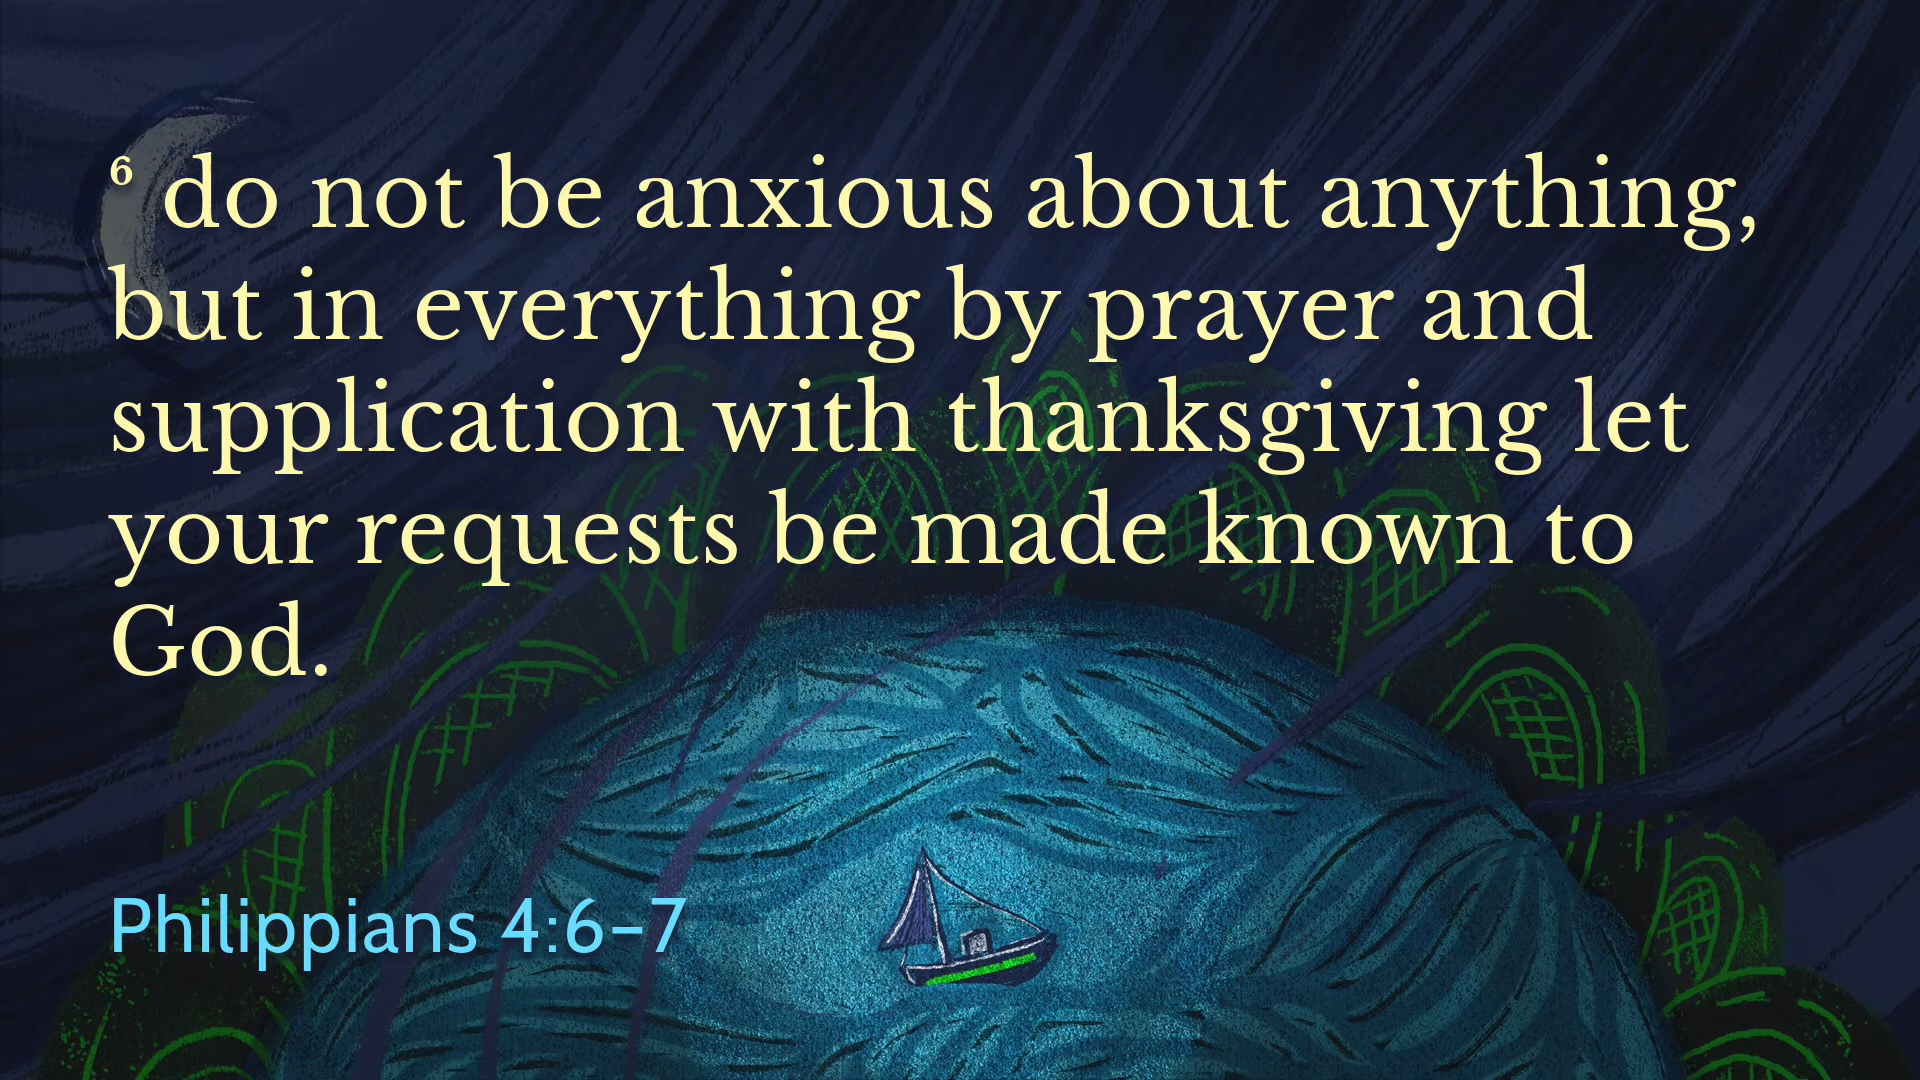 6 do not be anxious about anything,
but in everything by prayer and
supplication with thanksgiving let
your requests be made known to
God.
Philippians 4:6–7